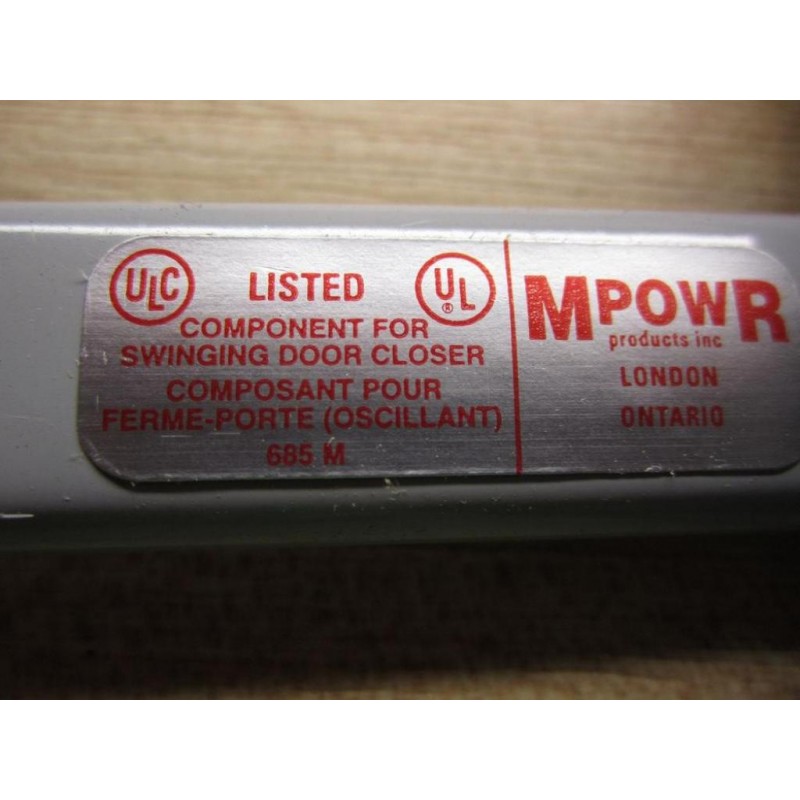 ULC LISTED UL®
COMPONENT FOR
SWINGING DOOR CLOSER
COMPOSANT POUR
FERME-PORTE (OSCILLANT)
685 M
MPOWR
products inc
LONDON
ONTARIO